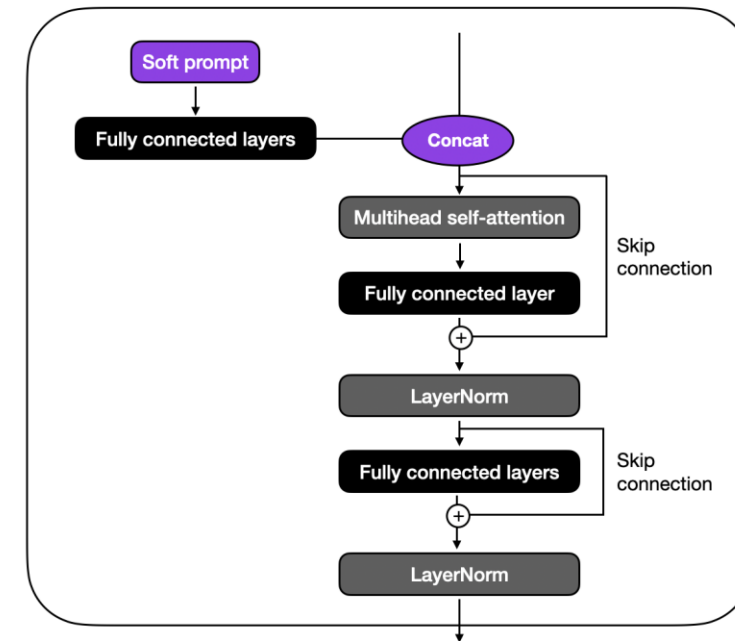 Soft prompt
Fully connected layers
Concat
Multihead self-attention
Skip
connection
Fully connected layer
+
LayerNorm
Fully connected layers
Skip
connection
+
LayerNorm